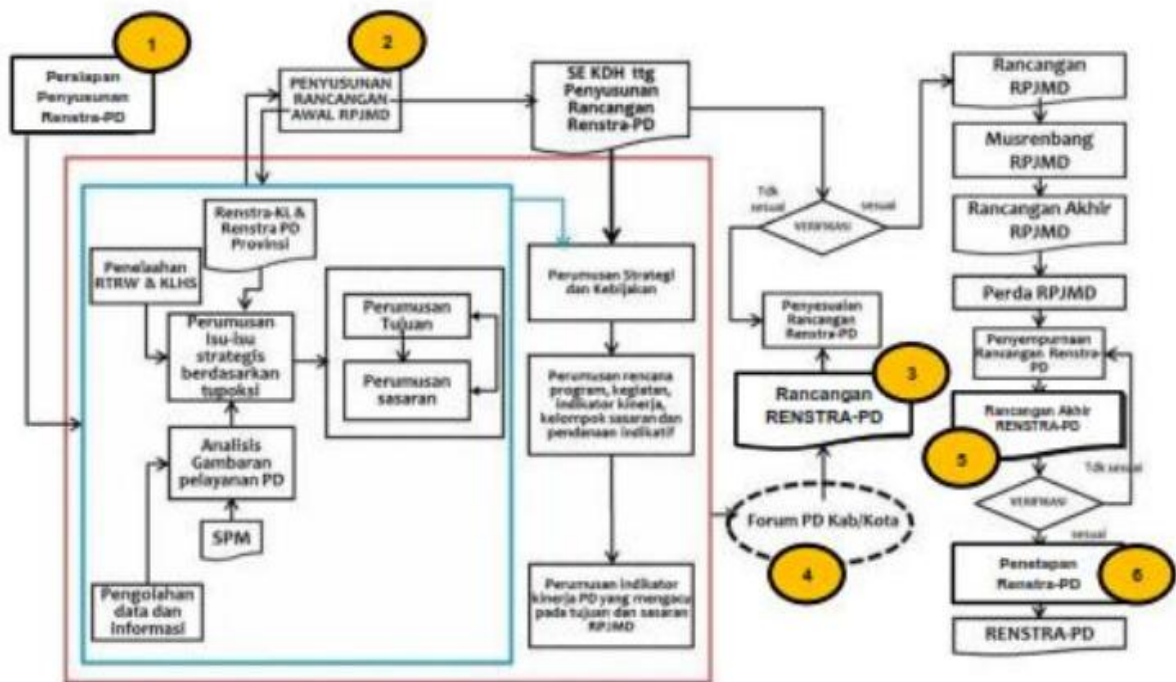 1
Persiapan
Penyusunan
Renstra-PD
2
PENYUSUNAN
RANCANGAN
AWAL RPJMD
SE KDH ttg
Penyusunan
Rancangan
Renstra-PD
Rancangan
RPJMD
Musrenbang
RPJMD
Rancangan Akhir
RPJMD
Perda RPJMD
Penyempurnaan
Rancangan Renstra-
PD
Rancangan Akhir
RENSTRA-PD
5
Tdk sesuai
VERIFIKASI
sesuai
Penetapan
Renstra-PD
6
RENSTRA-PD
Tdk
sesuai
VERIFIKASI
sesuai
Penyesuaian
Rancangan
Renstra-PD
3
Rancangan
RENSTRA-PD
Forum PD Kab/Kota
4
Renstra-KL &
Renstra PD
Provinsi
Penelaahan
RTRW & KLHS
Perumusan
Isu-isu
strategis
berdasarkan
tupoksi
Perumusan
Tujuan
Perumusan
sasaran
Analisis
Gambaran
pelayanan PD
SPM
Pengolahan
data dan
informasi
Perumusan Strategi
dan Kebijakan
Perumusan rencana
program, kegiatan,
indikator kinerja,
kelompok sasaran dan
pendanaan indikatif
Perumusan indikator
kinerja PD yang mengacu
pada tujuan dan sasaran
RPJMD